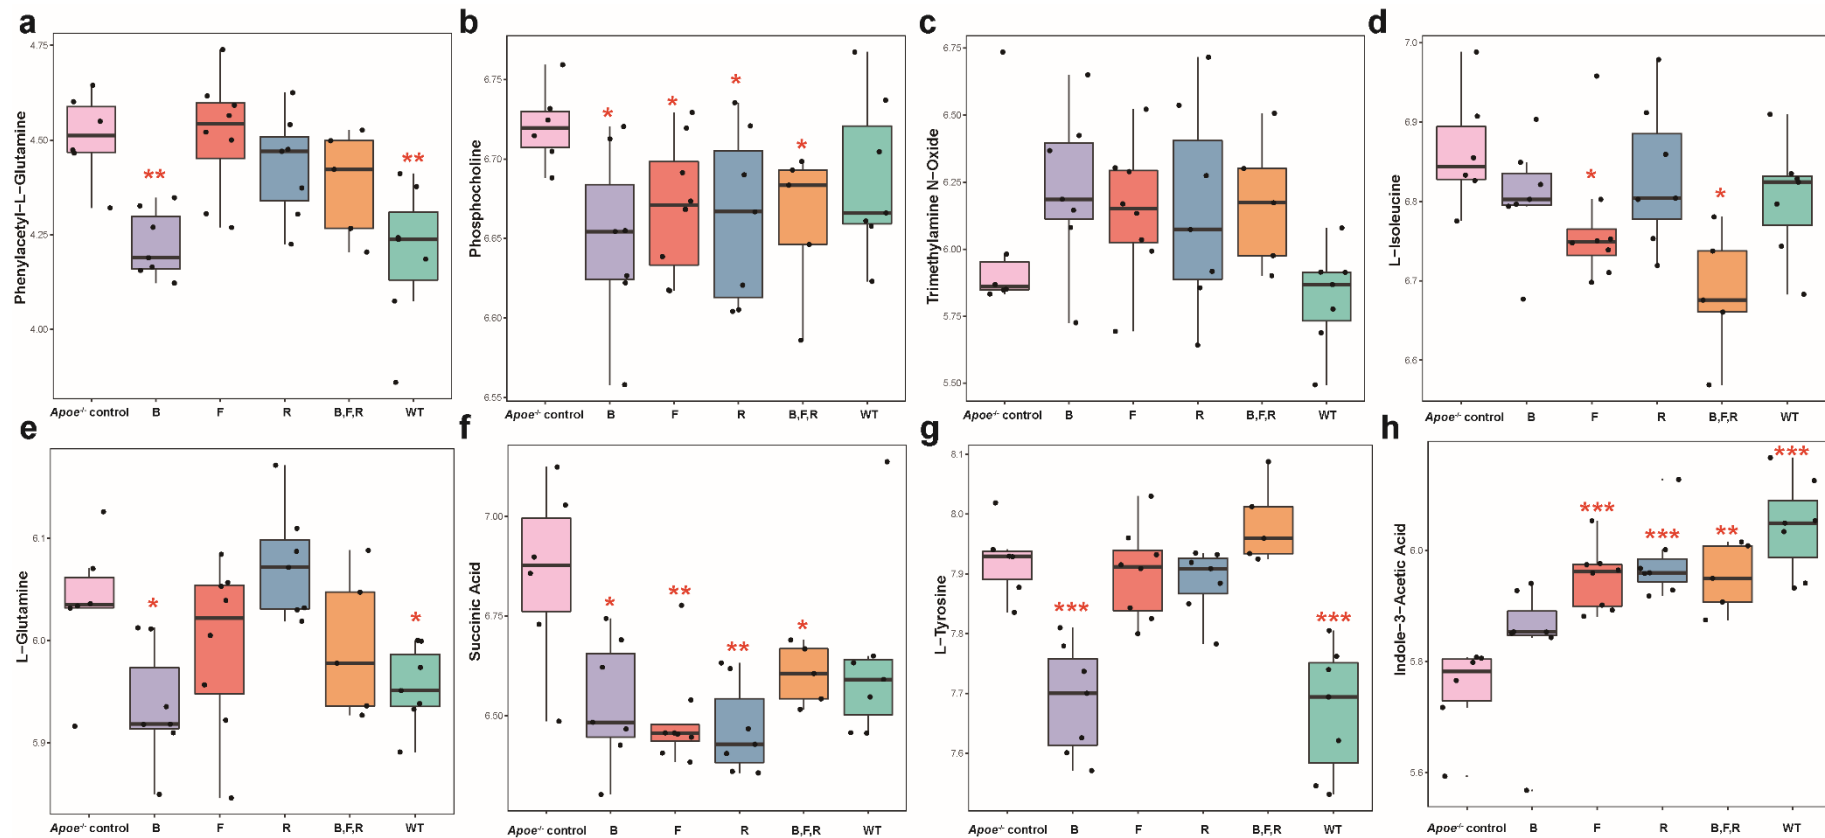 a
Phenylacetyl–L–Glutamine
4.75
4.50
4.25
4.00
**
**
Apoe-/- control B F R B,F,R WT
b
Phosphocholine
6.75
6.70
6.65
6.60
6.55
*
*
*
*
Apoe-/- control B F R B,F,R WT
c
Trimethylamine N–Oxide
6.75
6.50
6.25
6.00
5.75
5.50
Apoe-/- control B F R B,F,R WT
d
L–Isoleucine
7.0
6.9
6.8
6.7
6.6
*
*
Apoe-/- control B F R B,F,R WT
e
L–Glutamine
6.1
6.0
5.9
*
*
Apoe-/- control B F R B,F,R WT
f
Succinic Acid
7.00
6.75
6.50
*
**
**
*
Apoe-/- control B F R B,F,R WT
g
L–Tyrosine
8.1
8.0
7.9
7.8
7.7
7.6
***
***
Apoe-/- control B F R B,F,R WT
h
Indole–3–Acetic Acid
6.0
5.8
5.6
***
***
**
***
Apoe-/- control B F R B,F,R WT